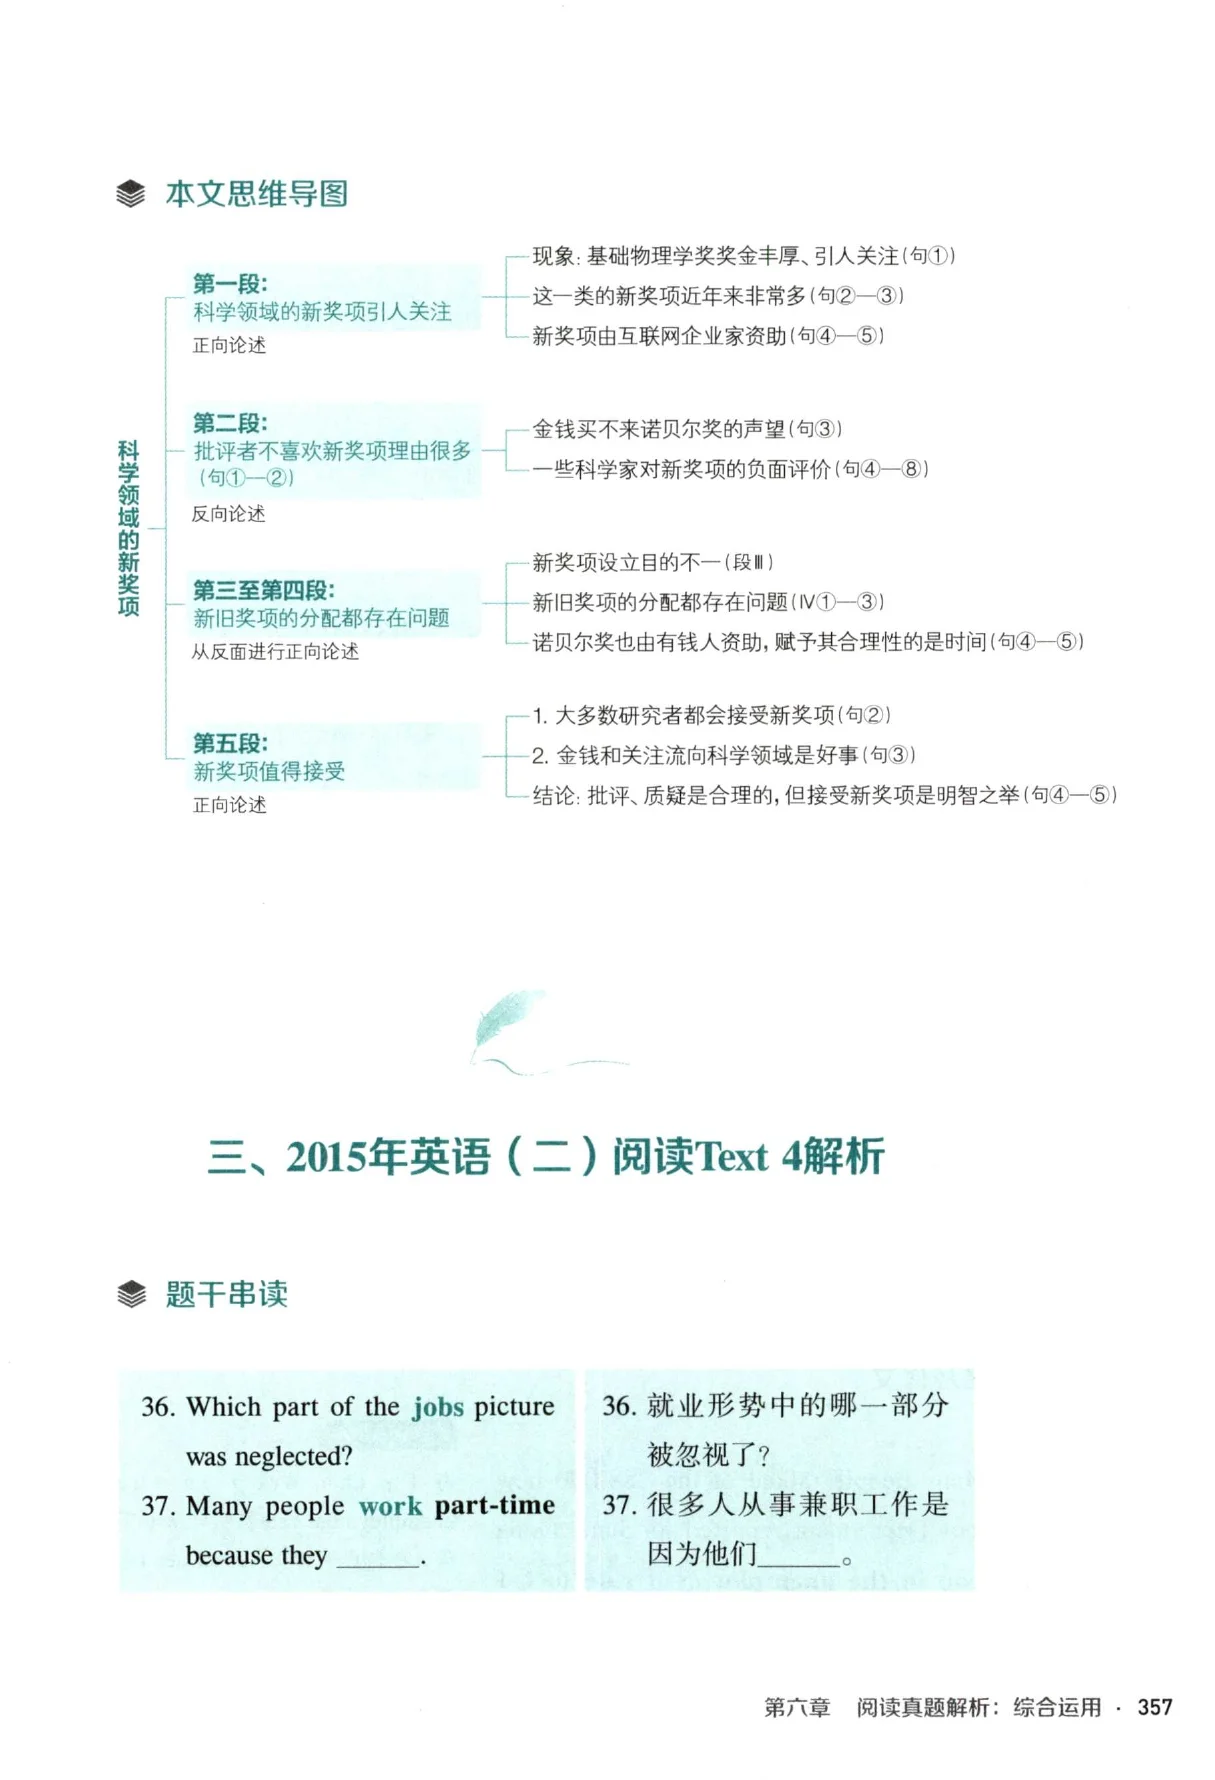 本文思维导图
科学领域的新奖项
第一段:
科学领域的新奖项引人关注
正向论述
现象: 基础物理学奖奖金丰厚、引人关注(句①)
这一类的新奖项近年来非常多(句②—③)
新奖项由互联网企业家资助(句④—⑤)
第二段:
批评者不喜欢新奖项理由很多
(句①—②)
反向论述
金钱买不来诺贝尔奖的声望(句③)
一些科学家对新奖项的负面评价(句④—⑧)
第三至第四段:
新旧奖项的分配都存在问题
从反面进行正向论述
新奖项设立目的不一(段Ⅲ)
新旧奖项的分配都存在问题(Ⅳ①—③)
诺贝尔奖也由有钱人资助, 赋予其合理性的是时间(句④—⑤)
第五段:
新奖项值得接受
正向论述
1. 大多数研究者都会接受新奖项(句②)
2. 金钱和关注流向科学领域是好事(句③)
结论: 批评、质疑是合理的, 但接受新奖项是明智之举(句④—⑤)
三、2015年英语（二）阅读Text 4解析
题干串读
36. Which part of the jobs picture
was neglected?
37. Many people work part-time
because they ______.
36. 就业形势中的哪一部分
被忽视了?
37. 很多人从事兼职工作是
因为他们______。
第六章 阅读真题解析: 综合运用 · 357